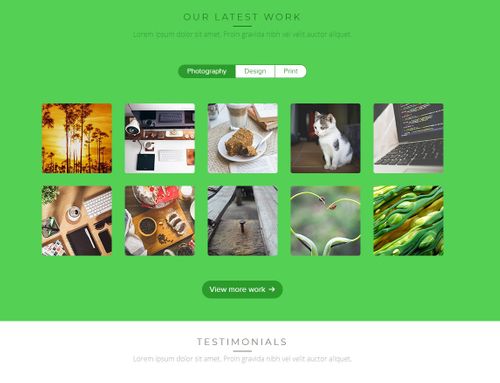 OUR LATEST WORK
Lorem ipsum dolor sit amet. Proin gravida nibh vel velit auctor aliquet.
Photography Design Print
View more work →
TESTIMONIALS
Lorem ipsum dolor sit amet. Proin gravida nibh vel velit auctor aliquet.